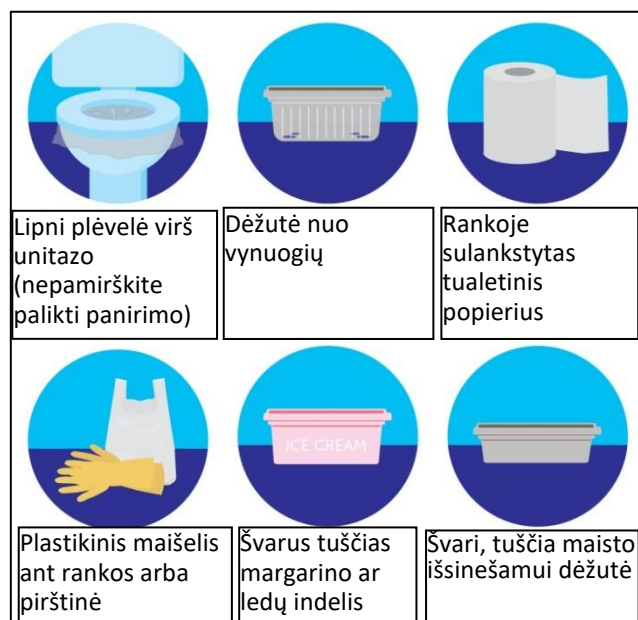 Lipni plėvelė virš
unitazo
(nepamirškite
palikti panirimo)
Dėžutė nuo
vynuogių
Rankoje
sulankstytas
tualetinis
popierius
ICE CREAM
Plastikinis maišelis
ant rankos arba
pirštinė
Švarus tuščias
margarino ar
ledų indelis
Švari, tuščia maisto
išsinešamui dėžutė